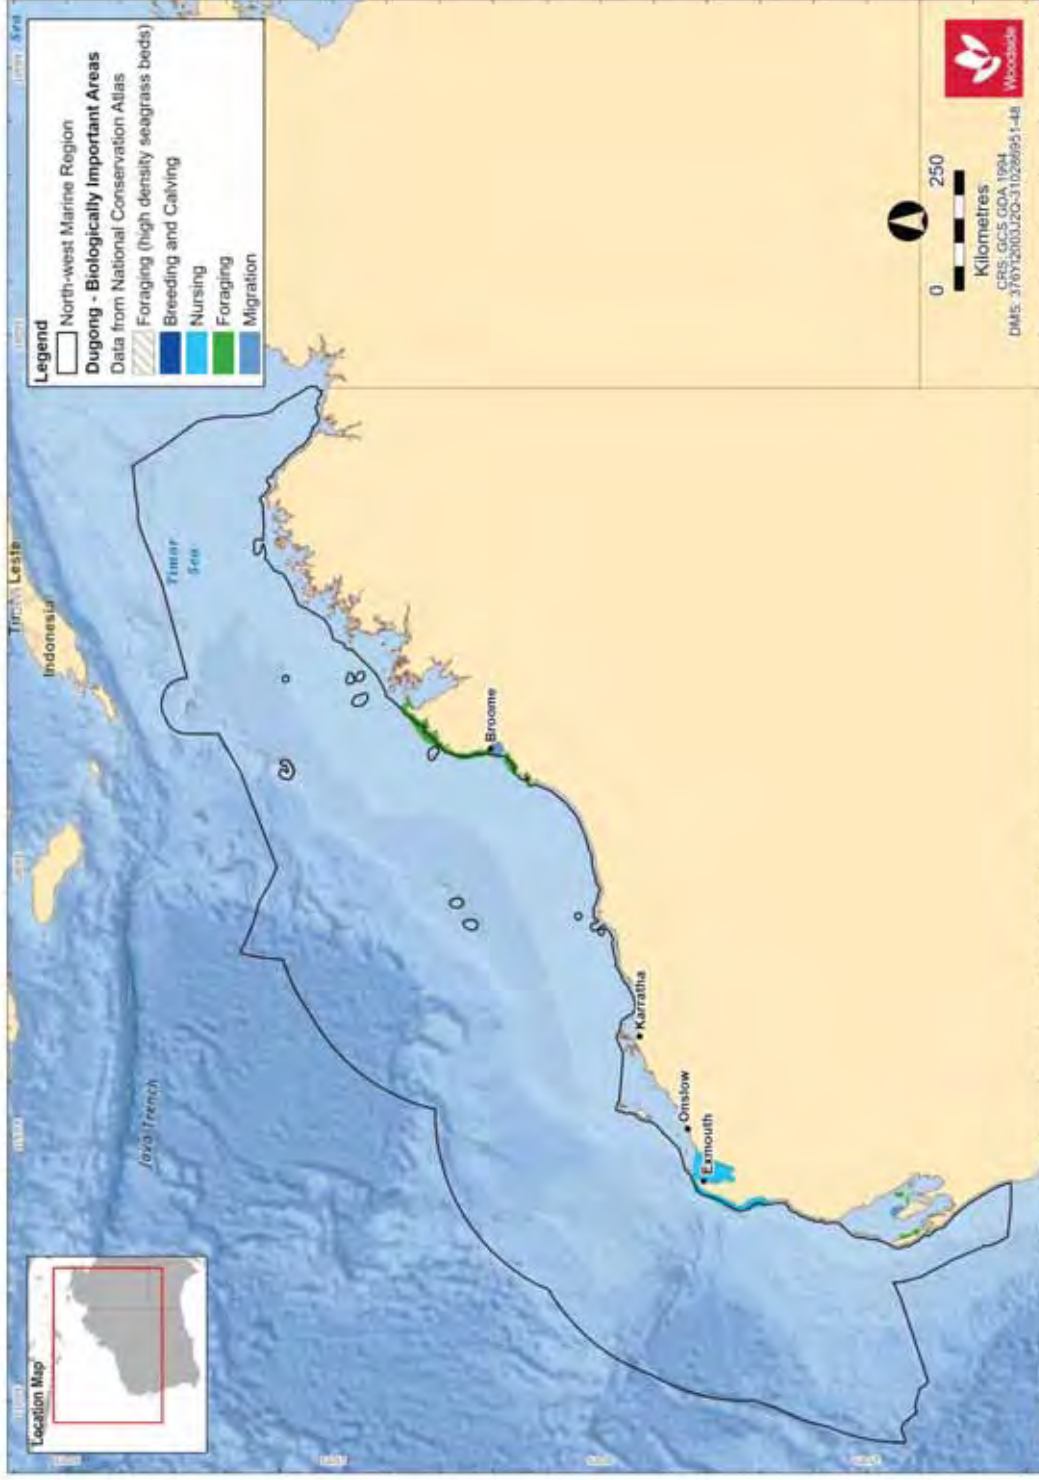 Location Map
Java Trench
Indonesia
Timor
Sea
Sea
Legend
North-west Marine Region
Dugong - Biologically Important Areas
Data from National Conservation Atlas
Foraging (high density seagrass beds)
Breeding and Calving
Nursing
Foraging
Migration
Broome
Karratha
Onslow
Exmouth
0 250
Kilometres
CRS: GCS GDA 1994
Woodside